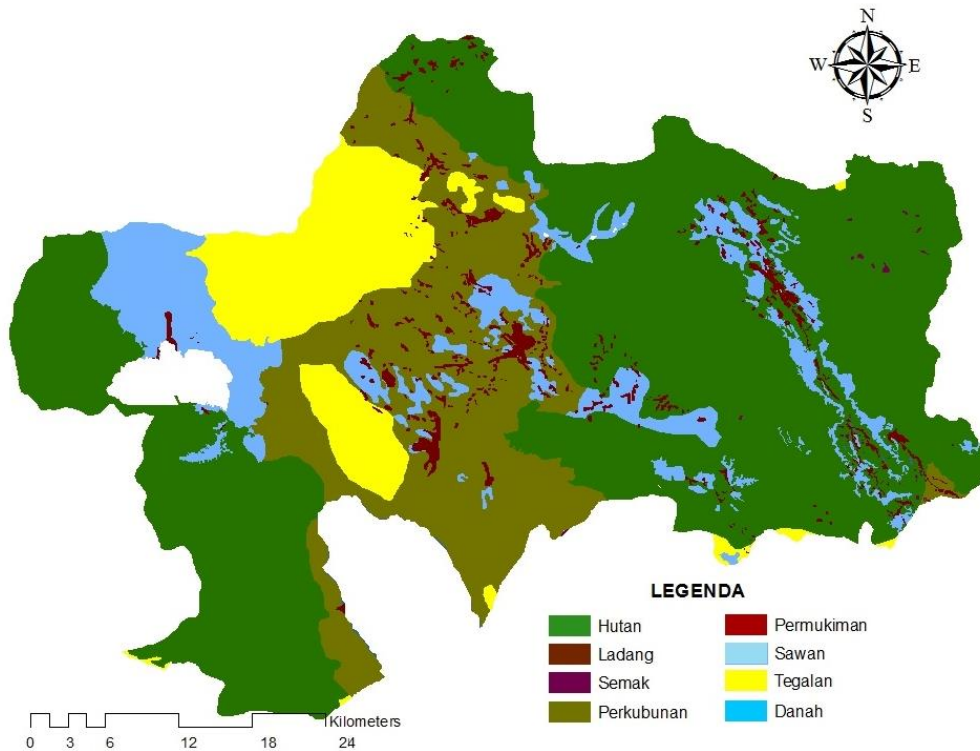 N
W E
S
LEGENDA
Hutan
Ladang
Semak
Perkubunan
Permukiman
Sawan
Tegalan
Danah
Kilometers
0 3 6 12 18 24